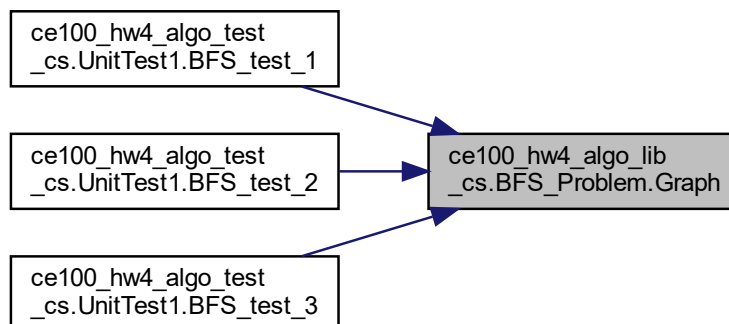 ce100_hw4_algo_test
_cs.UnitTest1.BFS_test_1
ce100_hw4_algo_test
_cs.UnitTest1.BFS_test_2
ce100_hw4_algo_lib
_cs.BFS_Problem.Graph
ce100_hw4_algo_test
_cs.UnitTest1.BFS_test_3